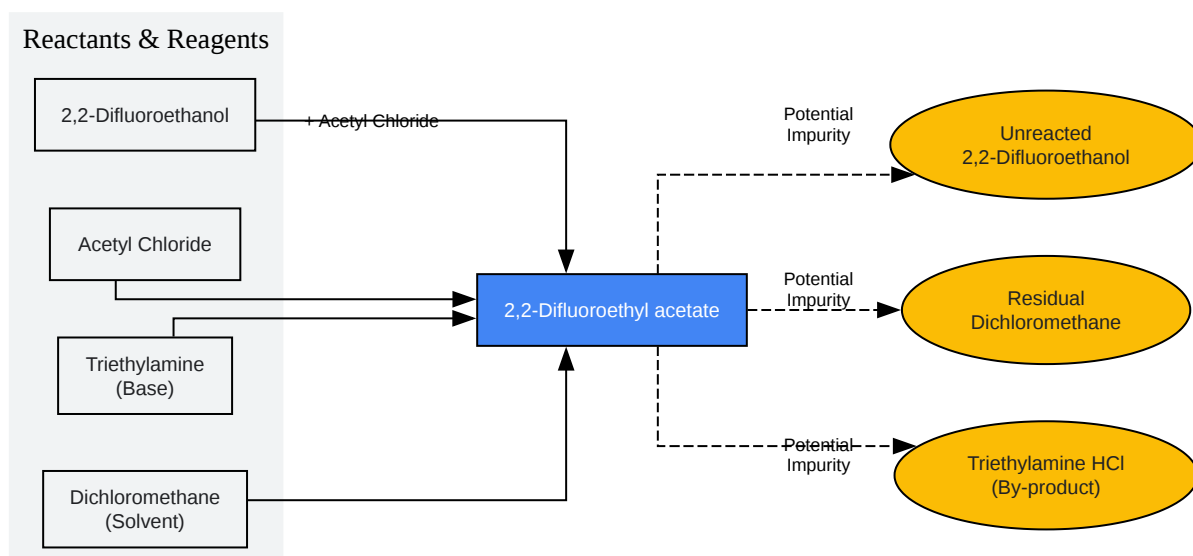 Reactants & Reagents
2,2-Difluoroethanol
+ Acetyl Chloride
Acetyl Chloride
Triethylamine
(Base)
Dichloromethane
(Solvent)
2,2-Difluoroethyl acetate
Potential
Impurity
Unreacted
2,2-Difluoroethanol
Potential
Impurity
Residual
Dichloromethane
Potential
Impurity
Triethylamine HCl
(By-product)